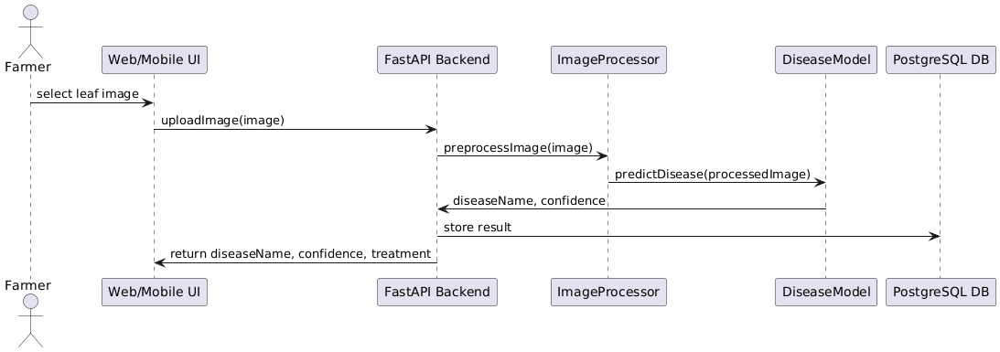 Farmer
Web/Mobile UI
FastAPI Backend
ImageProcessor
DiseaseModel
PostgreSQL DB
select leaf image
uploadImage(image)
preprocessImage(image)
predictDisease(processedImage)
diseaseName, confidence
store result
return diseaseName, confidence, treatment
Farmer
Web/Mobile UI
FastAPI Backend
ImageProcessor
DiseaseModel
PostgreSQL DB